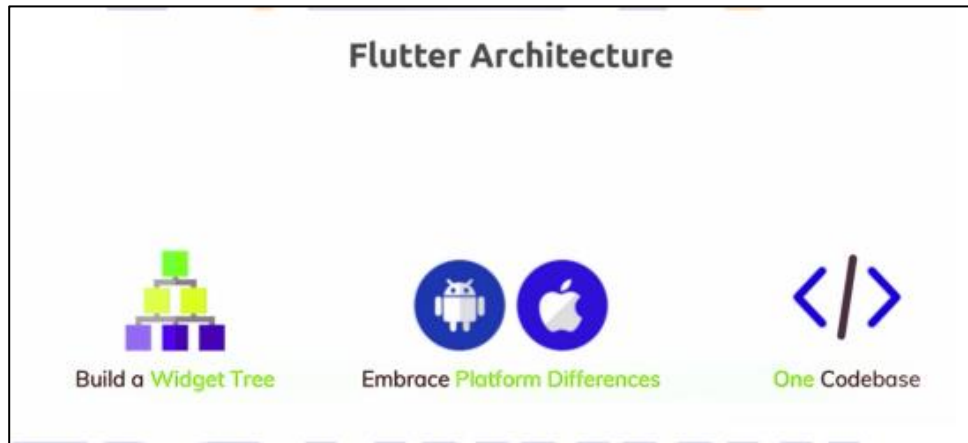 Flutter Architecture
Build a Widget Tree
Embrace Platform Differences
One Codebase